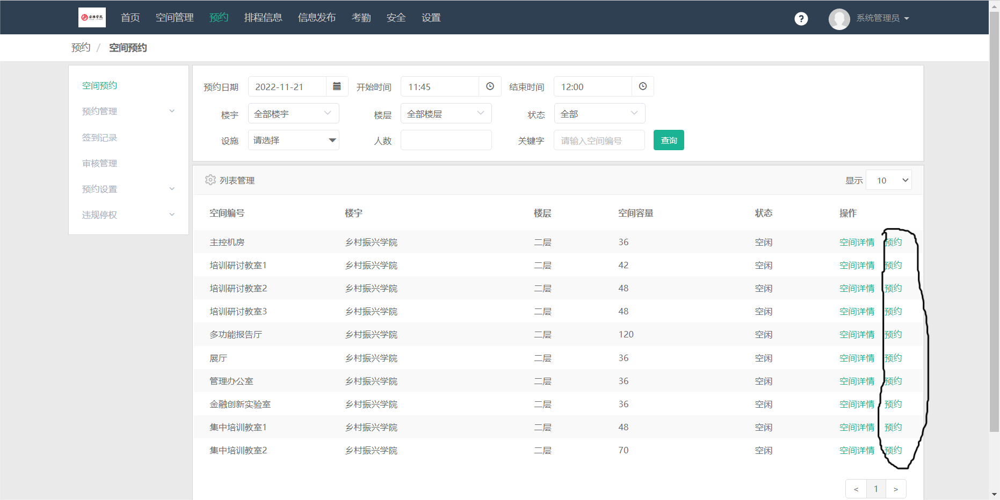 首页 空间管理 预约 排程信息 信息发布 考勤 安全 设置 ? 系统管理员
预约 / 空间预约
空间预约
预约管理
签到记录
审核管理
预约设置
违规停权
预约日期 2022-11-21 开始时间 11:45 结束时间 12:00
楼宇 全部楼宇 楼层 全部楼层 状态 全部
设施 请选择 人数 关键字 请输入空间编号 查询
列表管理 显示 10
空间编号 楼宇 楼层 空间容量 状态 操作
主控机房 乡村振兴学院 二层 36 空闲 空间详情 预约
培训研讨教室1 乡村振兴学院 二层 42 空闲 空间详情 预约
培训研讨教室2 乡村振兴学院 二层 48 空闲 空间详情 预约
培训研讨教室3 乡村振兴学院 二层 48 空闲 空间详情 预约
多功能报告厅 乡村振兴学院 二层 120 空闲 空间详情 预约
展厅 乡村振兴学院 二层 36 空闲 空间详情 预约
管理办公室 乡村振兴学院 二层 36 空闲 空间详情 预约
金融创新实验室 乡村振兴学院 二层 36 空闲 空间详情 预约
集中培训教室1 乡村振兴学院 二层 48 空闲 空间详情 预约
集中培训教室2 乡村振兴学院 二层 70 空闲 空间详情 预约
< 1 >